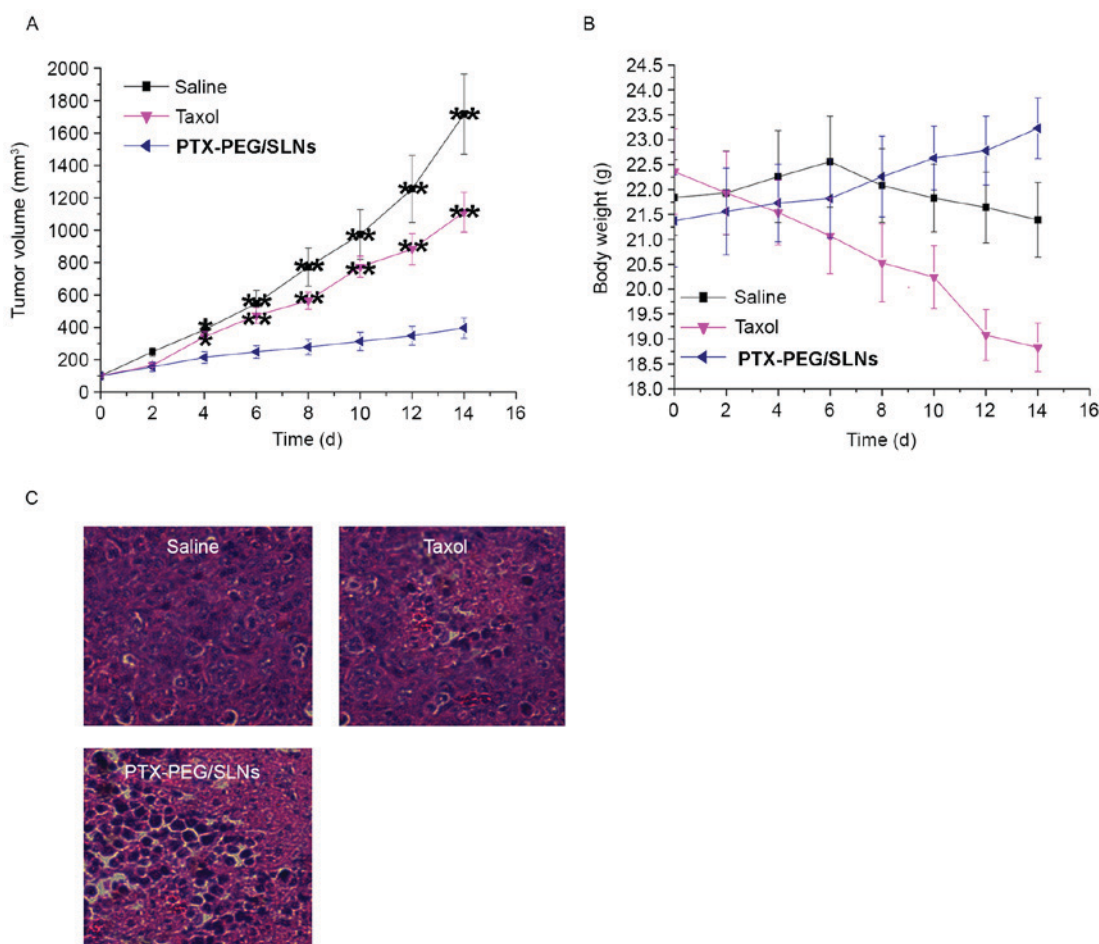 A
Tumor volume (mm³)
2000
1800
1600
1400
1200
1000
800
600
400
200
0
Saline
Taxol
PTX-PEG/SLNs
** ** ** ** ** *
** ** ** ** ** *
0 2 4 6 8 10 12 14 16
Time (d)
B
Body weight (g)
24.5
24.0
23.5
23.0
22.5
22.0
21.5
21.0
20.5
20.0
19.5
19.0
18.5
18.0
Saline
Taxol
PTX-PEG/SLNs
0 2 4 6 8 10 12 14 16
Time (d)
C
Saline
Taxol
PTX-PEG/SLNs